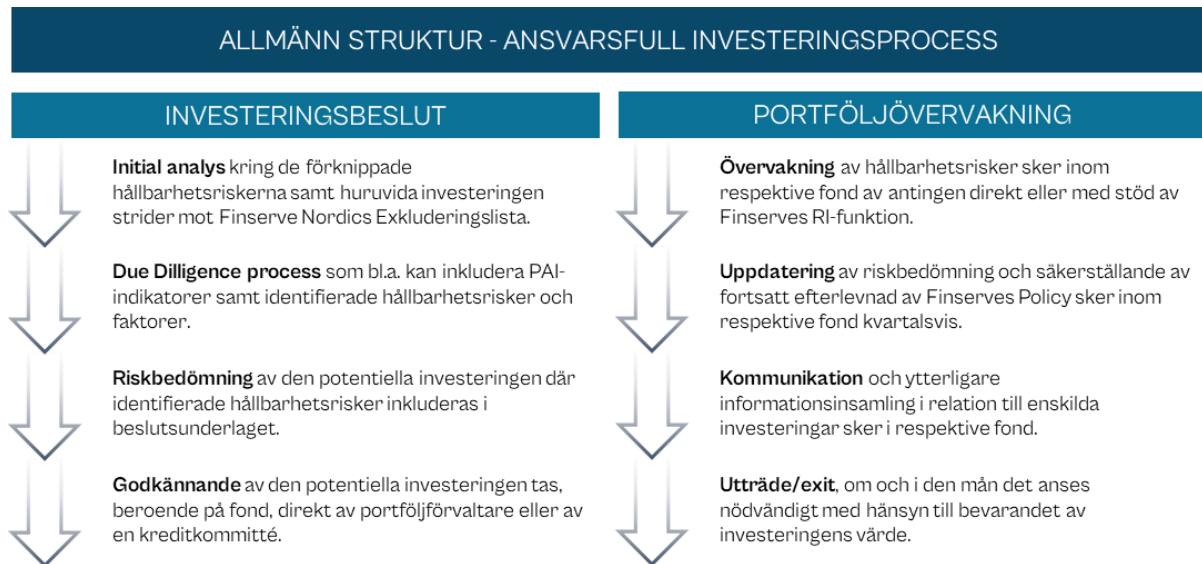 ALLMÄNN STRUKTUR - ANSVARSFULL INVESTERINGSPROCESS
INVESTERINGSBESLUT
Initial analys kring de förknippade
hållbarhetsriskerna samt huruvida investeringen
strider mot Finserve Nordics Exkluderingslista.
Due Dilligence process som bl.a. kan inkludera PAI-
indikatorer samt identifierade hållbarhetsrisker och
faktorer.
Riskbedömning av den potentiella investeringen där
identifierade hållbarhetsrisker inkluderas i
beslutsunderlaget.
Godkännande av den potentiella investeringen tas,
beroende på fond, direkt av portföljförvaltare eller av
en kreditkommitté.
PORTFÖLJÖVERVAKNING
Övervakning av hållbarhetsrisker sker inom
respektive fond av antingen direkt eller med stöd av
Finserves RI-funktion.
Uppdatering av riskbedömning och säkerställande av
fortsatt efterlevnad av Finserves Policy sker inom
respektive fond kvartalsvis.
Kommunikation och ytterligare
informationsinsamling i relation till enskilda
investeringar sker i respektive fond.
Utträde/exit, om och i den mån det anses
nödvändigt med hänsyn till bevarandet av
investeringens värde.